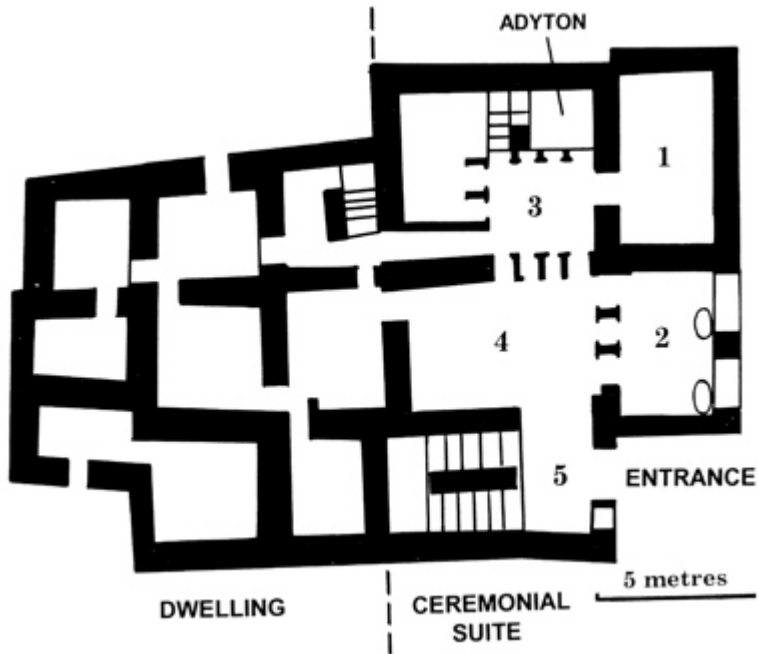 ADYTON
1
3
2
4
5
ENTRANCE
5 metres
DWELLING
CEREMONIAL
SUITE